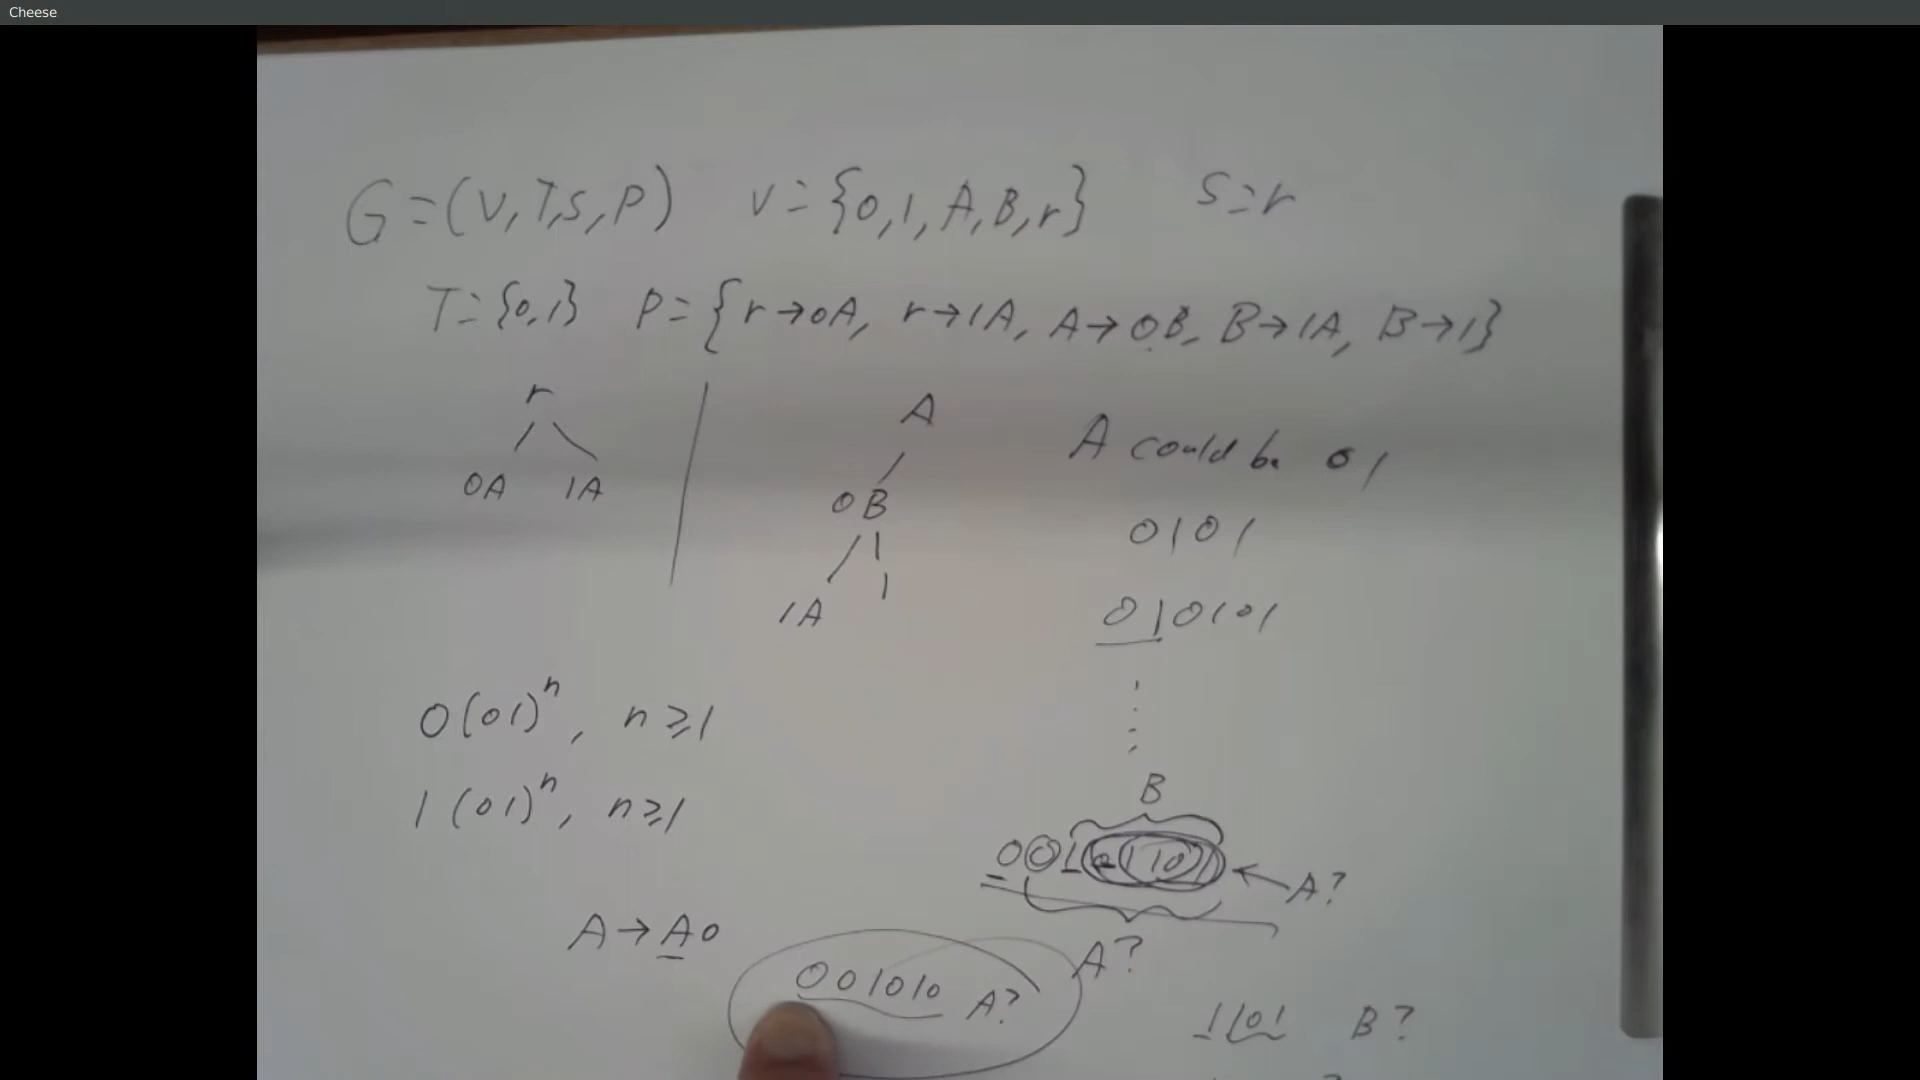 Cheese
G = (V, T, S, P) V = {0, 1, A, B, r} S = r
T = {0, 1} P = {r → 0A, r → 1A, A → 0B, B → 1A, B → 1}
r
0A 1A
A
0B
1A 1
A could be 01
0101
010101
0(01)ⁿ, n ≥ 1
1(01)ⁿ, n ≥ 1
B
A?
A?
A → A0
001010 A?
1101 B?